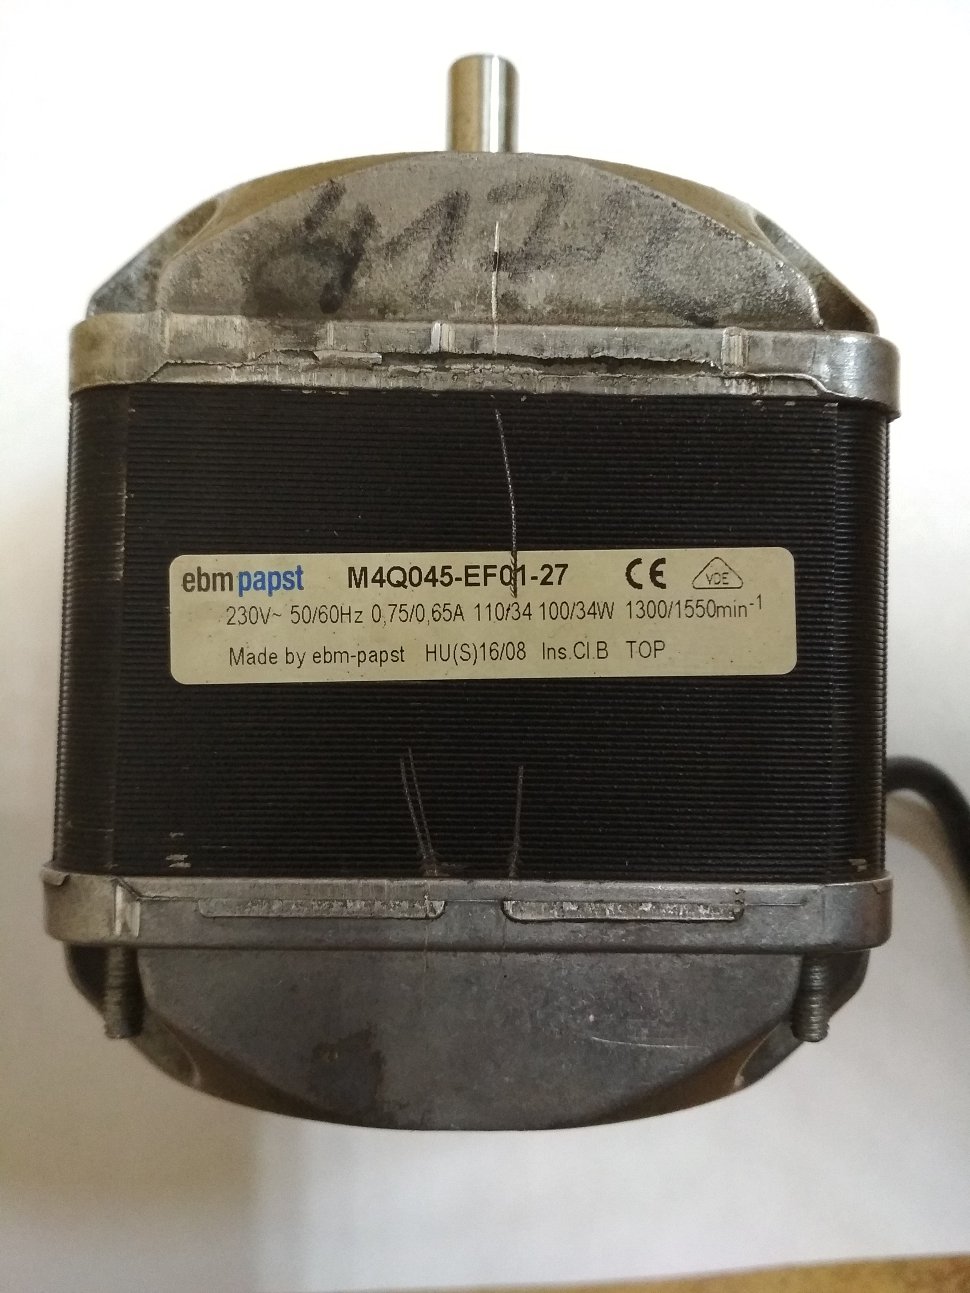 412
ebmpapst M4Q045-EF01-27 CE VDE
230V~ 50/60Hz 0,75/0,65A 110/34 100/34W 1300/1550min-1
Made by ebm-papst HU(S)16/08 Ins.Cl.B TOP